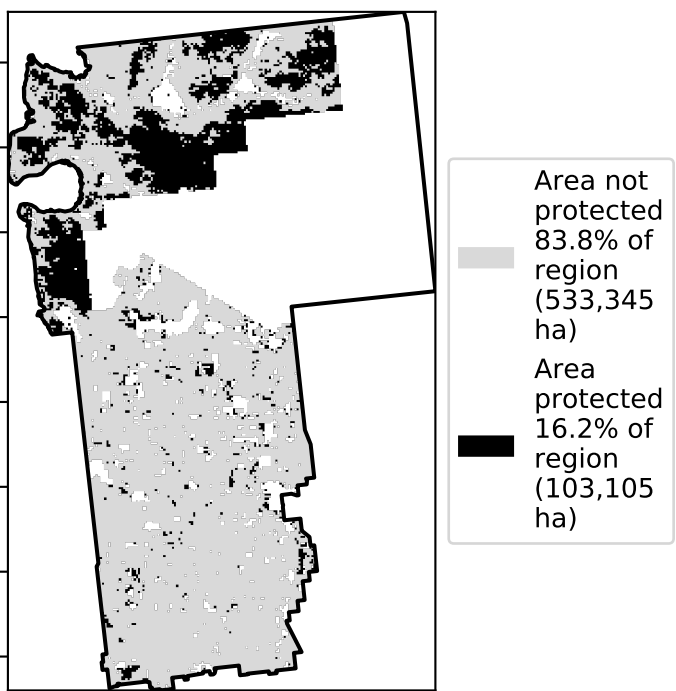 Area not
protected
83.8% of
region
(533,345
ha)
Area
protected
16.2% of
region
(103,105
ha)